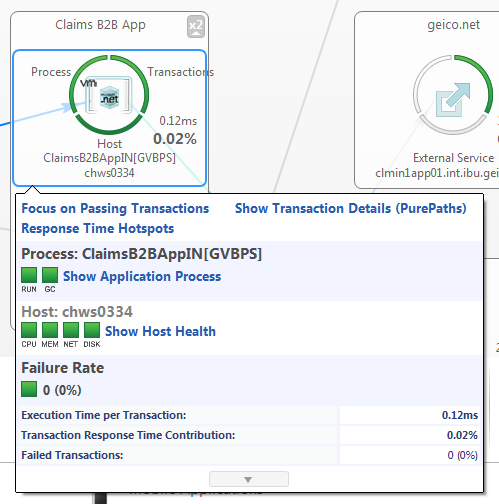 Claims B2B App
x2
geico.net
Process
Transactions
vm
.net
0.12ms
0.02%
Host
ClaimsB2BAppIN[GVBPS]
chws0334
External Service
clmin1app01.int.ibu.gei
Focus on Passing Transactions
Show Transaction Details (PurePaths)
Response Time Hotspots
Process: ClaimsB2BAppIN[GVBPS]
RUN GC Show Application Process
Host: chws0334
CPU MEM NET DISK Show Host Health
Failure Rate
0 (0%)
Execution Time per Transaction: 0.12ms
Transaction Response Time Contribution: 0.02%
Failed Transactions: 0 (0%)